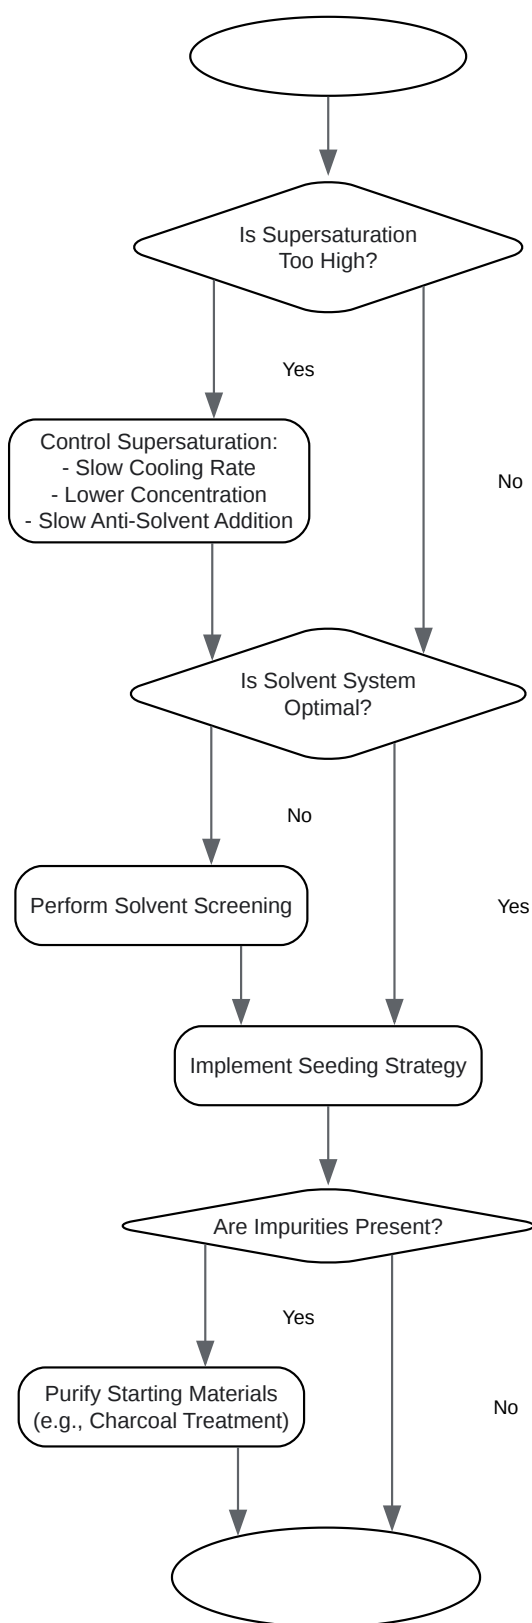 Is Supersaturation
Too High?
Yes
Control Supersaturation:
- Slow Cooling Rate
- Lower Concentration
- Slow Anti-Solvent Addition
No
Is Solvent System
Optimal?
No
Perform Solvent Screening
Yes
Implement Seeding Strategy
Are Impurities Present?
Yes
Purify Starting Materials
(e.g., Charcoal Treatment)
No